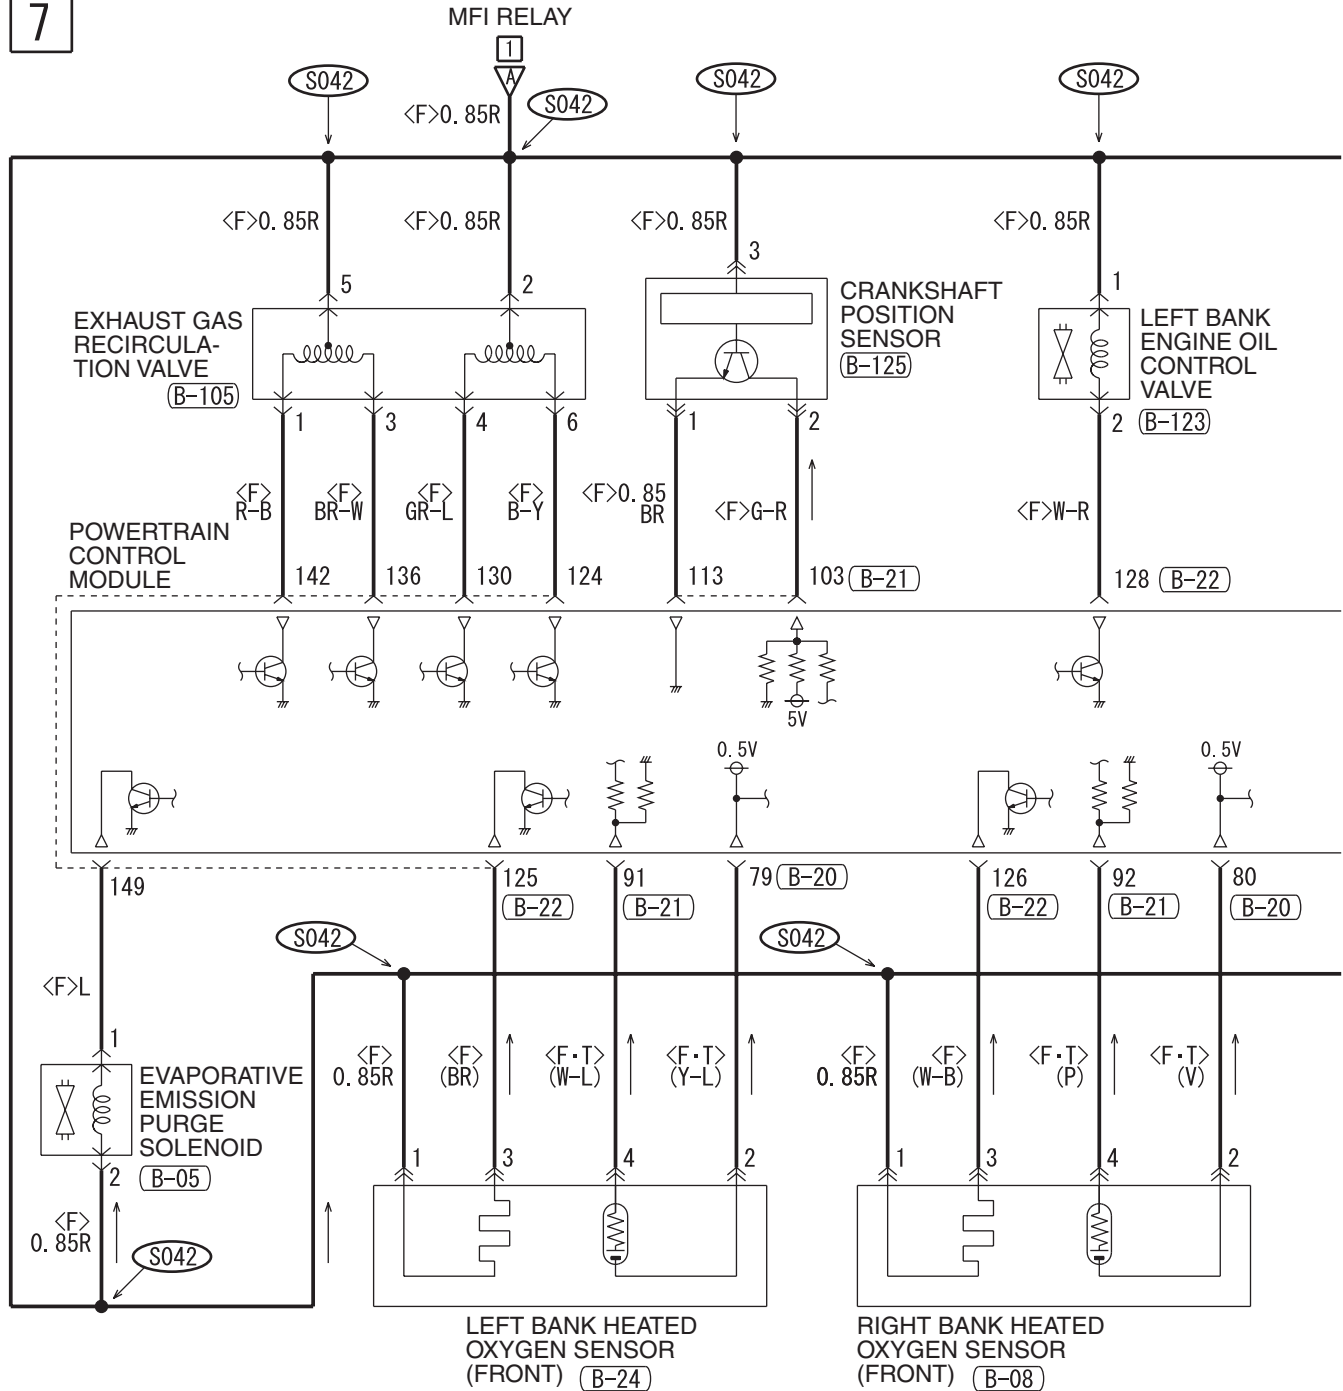 7
MFI RELAY
1
A
S042
S042
S042
S042
<F>0.85R
<F>0.85R
<F>0.85R
<F>0.85R
<F>0.85R
5
2
3
1
EXHAUST GAS
RECIRCULA-
TION VALVE
B-105
CRANKSHAFT
POSITION
SENSOR
B-125
LEFT BANK
ENGINE OIL
CONTROL
VALVE
B-123
1
3
4
6
1
2
2
<F>
R-B
<F>
BR-W
<F>
GR-L
<F>
B-Y
<F>0.85
BR
<F>G-R
<F>W-R
POWERTRAIN
CONTROL
MODULE
142
136
130
124
113
103 B-21
128 B-22
5V
0.5V
0.5V
149
125
B-22
91
B-21
79 B-20
126
B-22
92
B-21
80
B-20
S042
S042
<F>L
1
EVAPORATIVE
EMISSION
PURGE
SOLENOID
B-05
2
<F>
0.85R
S042
<F>
0.85R
<F>
(BR)
<F·T>
(W-L)
<F·T>
(Y-L)
<F>
0.85R
<F>
(W-B)
<F·T>
(P)
<F·T>
(V)
1
3
4
2
1
3
4
2
LEFT BANK HEATED
OXYGEN SENSOR
(FRONT) B-24
RIGHT BANK HEATED
OXYGEN SENSOR
(FRONT) B-08